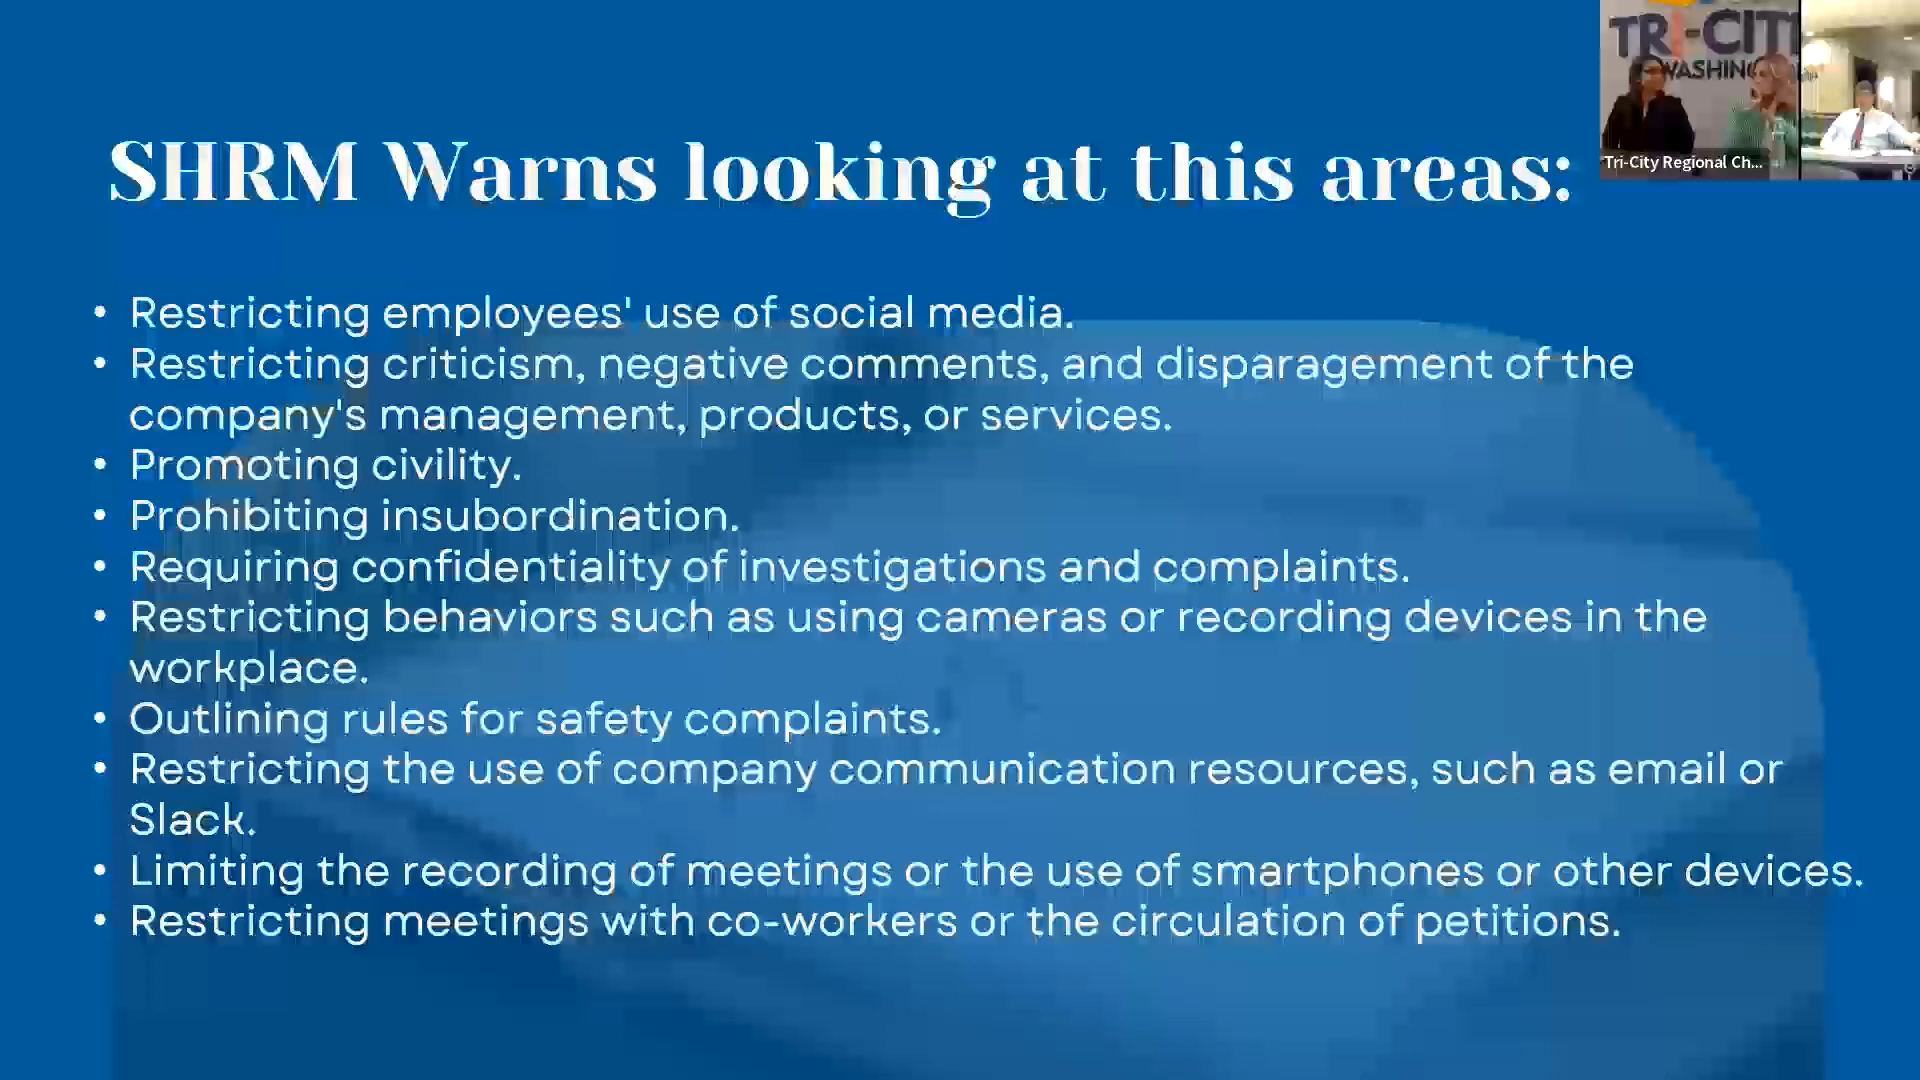 TRI-CITI
WASHING
Tri-City Regional Ch...
SHRM Warns looking at this areas:
• Restricting employees' use of social media.
• Restricting criticism, negative comments, and disparagement of the
company's management, products, or services.
• Promoting civility.
• Prohibiting insubordination.
• Requiring confidentiality of investigations and complaints.
• Restricting behaviors such as using cameras or recording devices in the
workplace.
• Outlining rules for safety complaints.
• Restricting the use of company communication resources, such as email or
Slack.
• Limiting the recording of meetings or the use of smartphones or other devices.
• Restricting meetings with co-workers or the circulation of petitions.